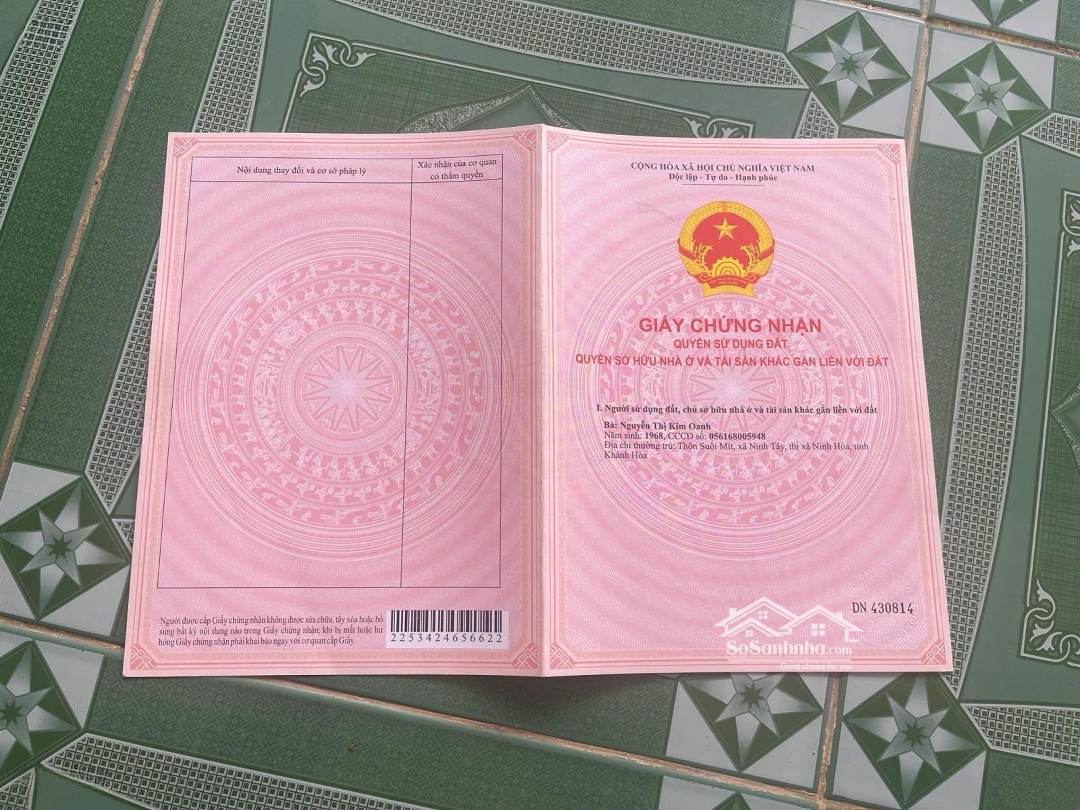 Nội dung thay đổi và cơ sở pháp lý
Xác nhận của cơ quan
có thẩm quyền
Người được cấp Giấy chứng nhận không được sửa chữa, tẩy xóa hoặc bổ
sung bất kỳ nội dung nào trong Giấy chứng nhận; khi bị mất hoặc hư
hỏng Giấy chứng nhận phải khai báo ngay với cơ quan cấp Giấy.
2253424656622
CỘNG HÒA XÃ HỘI CHỦ NGHĨA VIỆT NAM
Độc lập - Tự do - Hạnh phúc
GIẤY CHỨNG NHẬN
QUYỀN SỬ DỤNG ĐẤT
QUYỀN SỞ HỮU NHÀ Ở VÀ TÀI SẢN KHÁC GẮN LIỀN VỚI ĐẤT
I. Người sử dụng đất, chủ sở hữu nhà ở và tài sản khác gắn liền với đất
Bà: Nguyễn Thị Kim Oanh
Năm sinh: 1968, CCCD số: 056168005948
Địa chỉ thường trú: Thôn Suối Mít, xã Ninh Tây, thị xã Ninh Hòa, tỉnh
Khánh Hòa
DN 430814
SoSanhnha.com
Great choice for you